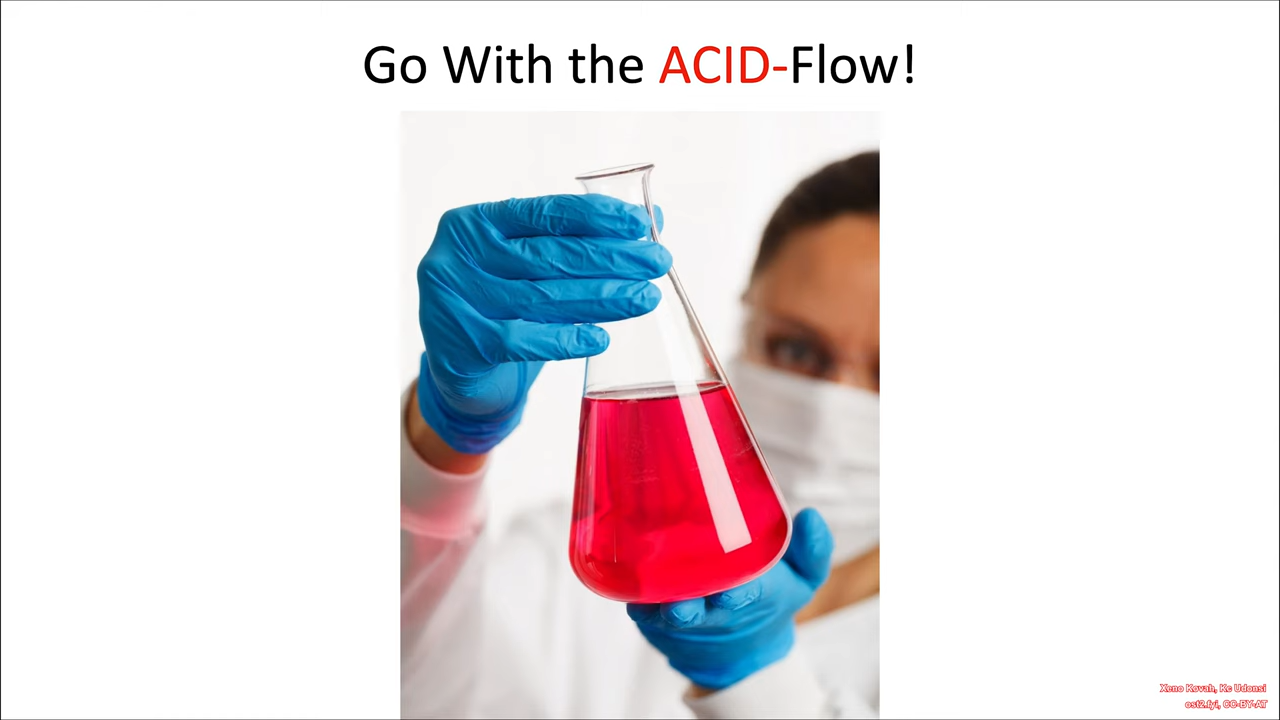 Go With the ACID-Flow!
Xeno Kovah, Kc Udonsi
ost2.fyi, CC-BY-AT